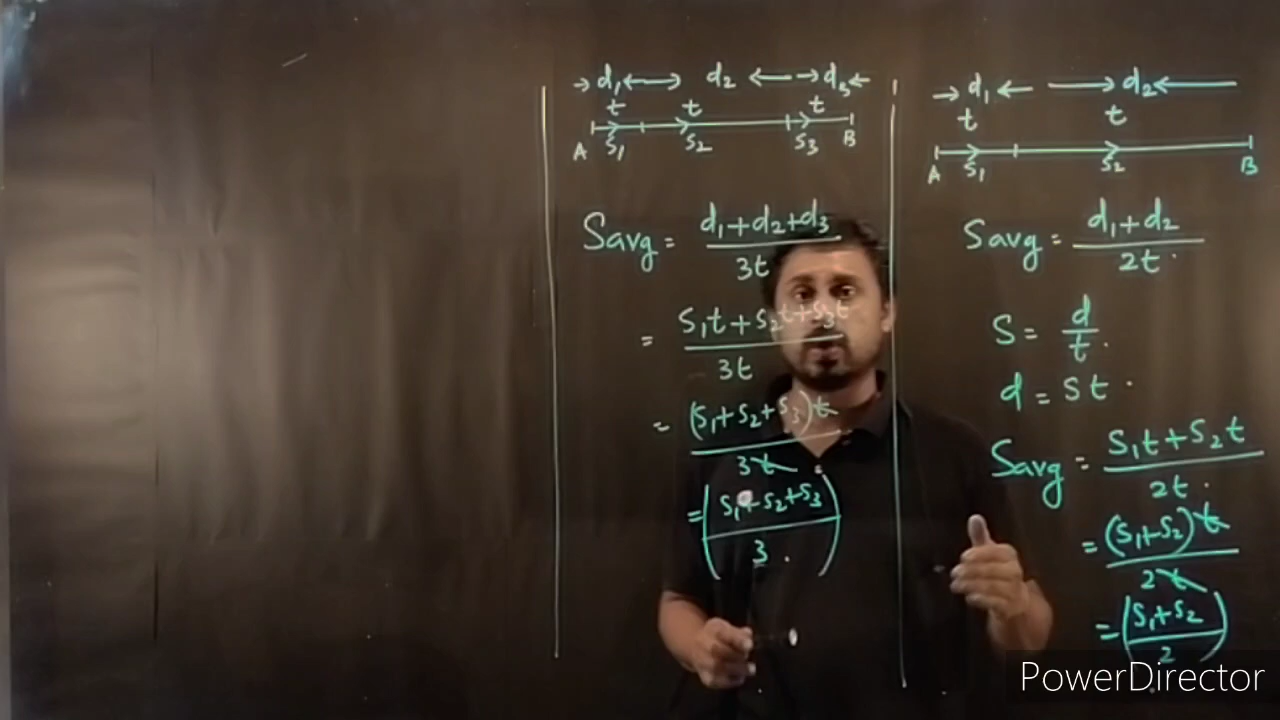 → d₁ ←→ d₂ ←— → d₃ ←
t t t
A S₁ S₂ S₃ B
Savg = d₁+d₂+d₃ / 3t
= S₁t + S₂t + S₃t / 3t
= (S₁+S₂+S₃)t / 3t
= (S₁+S₂+S₃ / 3)
→ d₁ ← → d₂ ←
t t
A S₁ S₂ B
Savg = d₁+d₂ / 2t
S = d / t
d = St
Savg = S₁t + S₂t / 2t
= (S₁+S₂)t / 2t
= (S₁+S₂ / 2)
PowerDirector